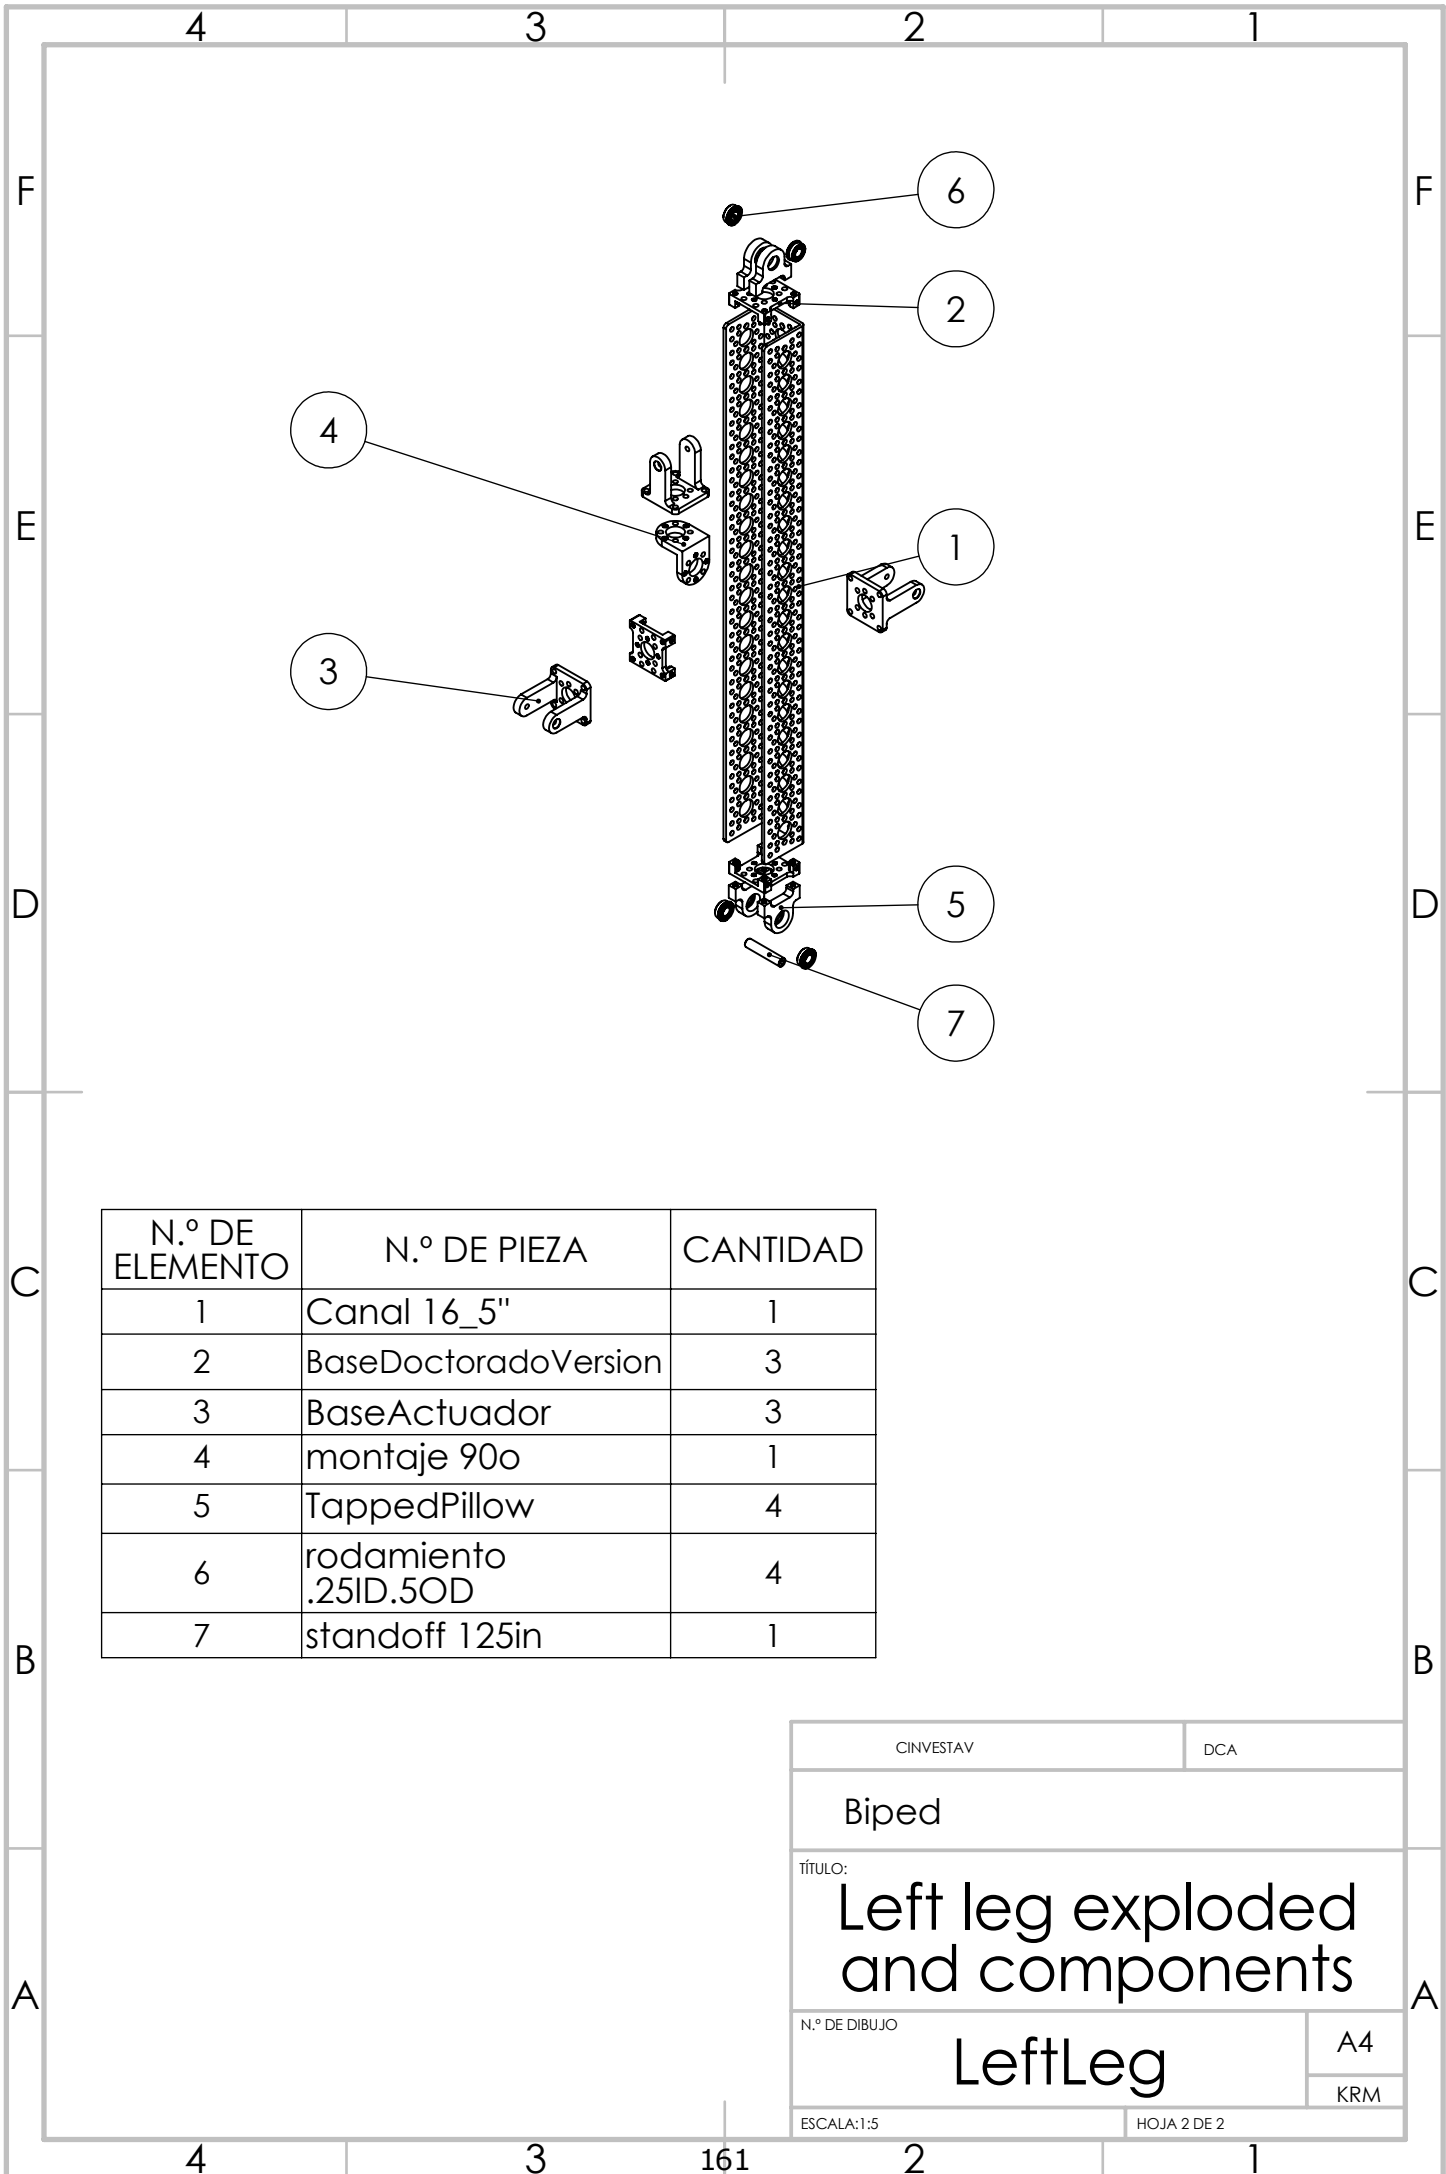 4 3 2 1
F F
6
2
4
E E
1
3
D D
5
7
N.º DE
ELEMENTO N.º DE PIEZA CANTIDAD
C C
1 Canal 16_5" 1
2 BaseDoctoradoVersion 3
3 BaseActuador 3
4 montaje 90o 1
5 TappedPillow 4
6 rodamiento
.25ID.5OD 4
7 standoff 125in 1
B B
CINVESTAV DCA
Biped
TÍTULO:
Left leg exploded
and components
A A
N.º DE DIBUJO
LeftLeg
A4
KRM
ESCALA:1:5 HOJA 2 DE 2
4 3 161 2 1